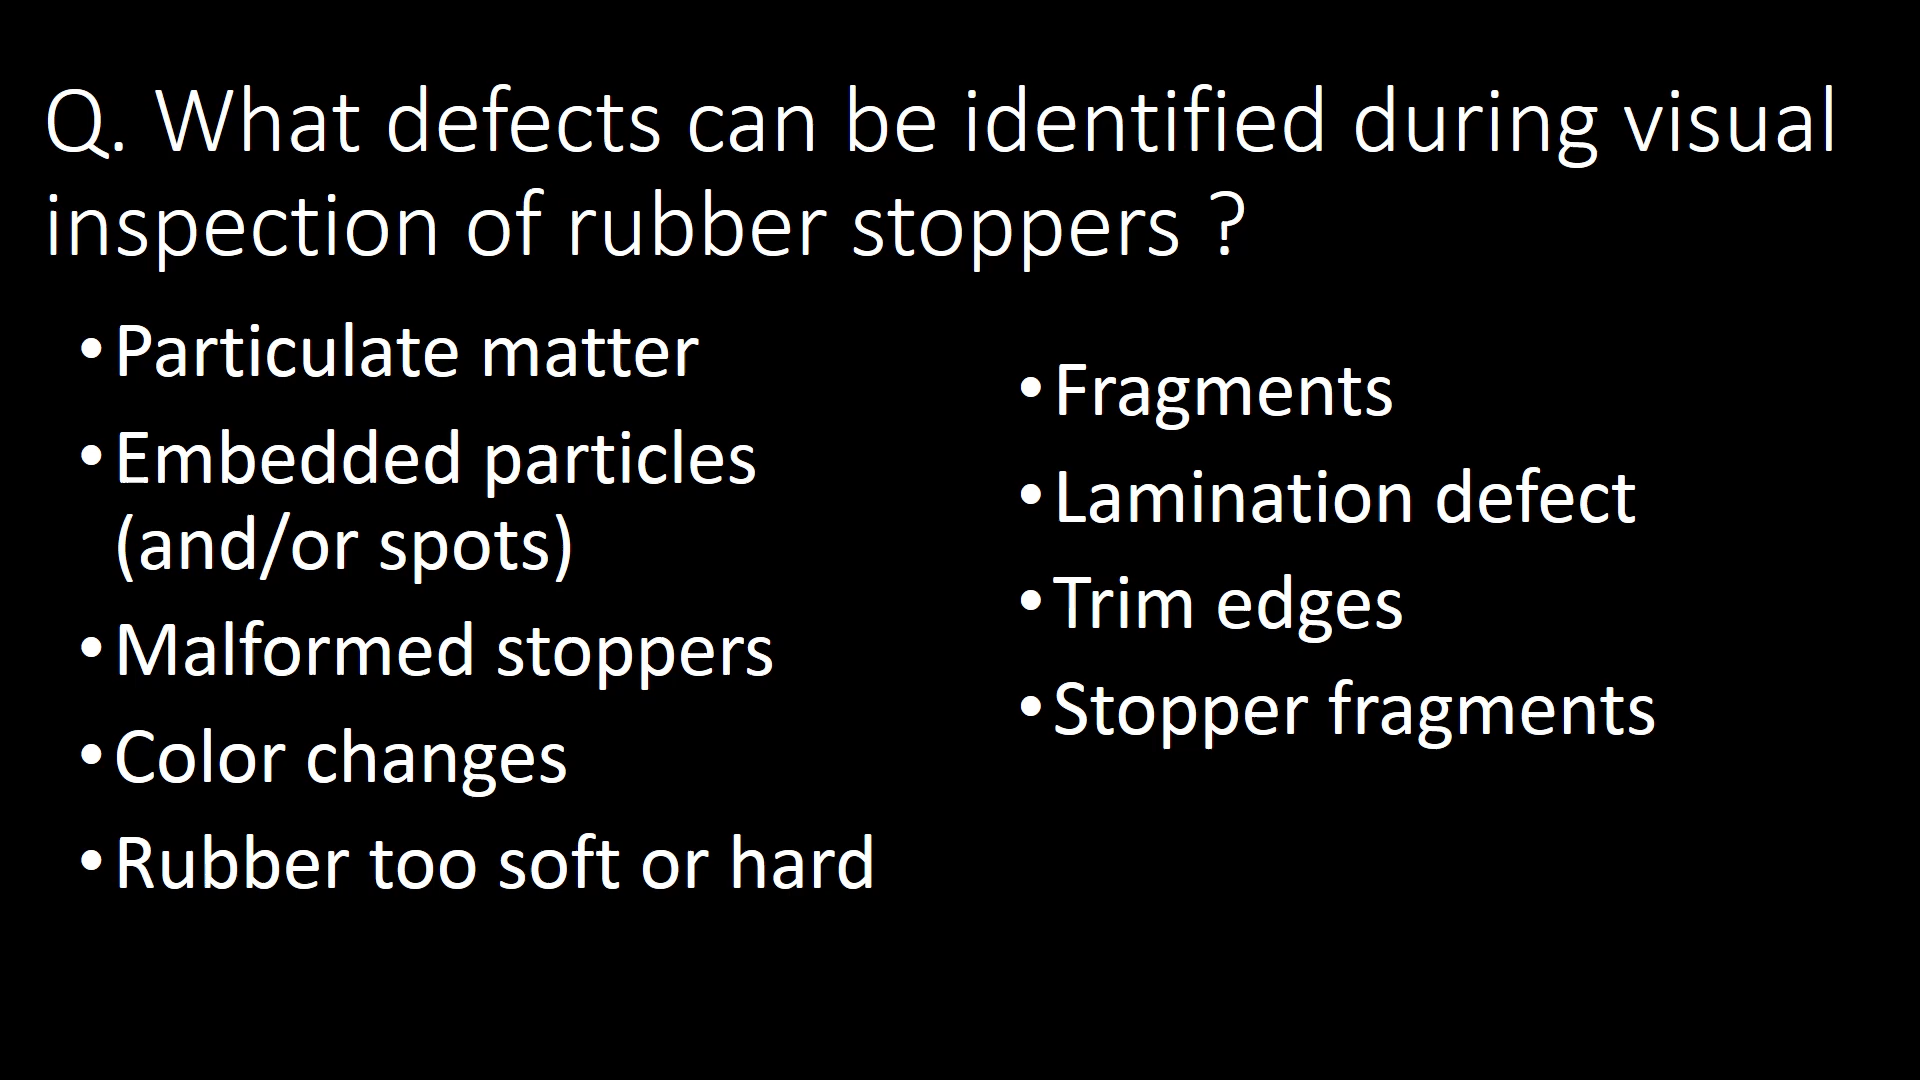 Q. What defects can be identified during visual
inspection of rubber stoppers ?
•Particulate matter
•Embedded particles
(and/or spots)
•Malformed stoppers
•Color changes
•Rubber too soft or hard
•Fragments
•Lamination defect
•Trim edges
•Stopper fragments